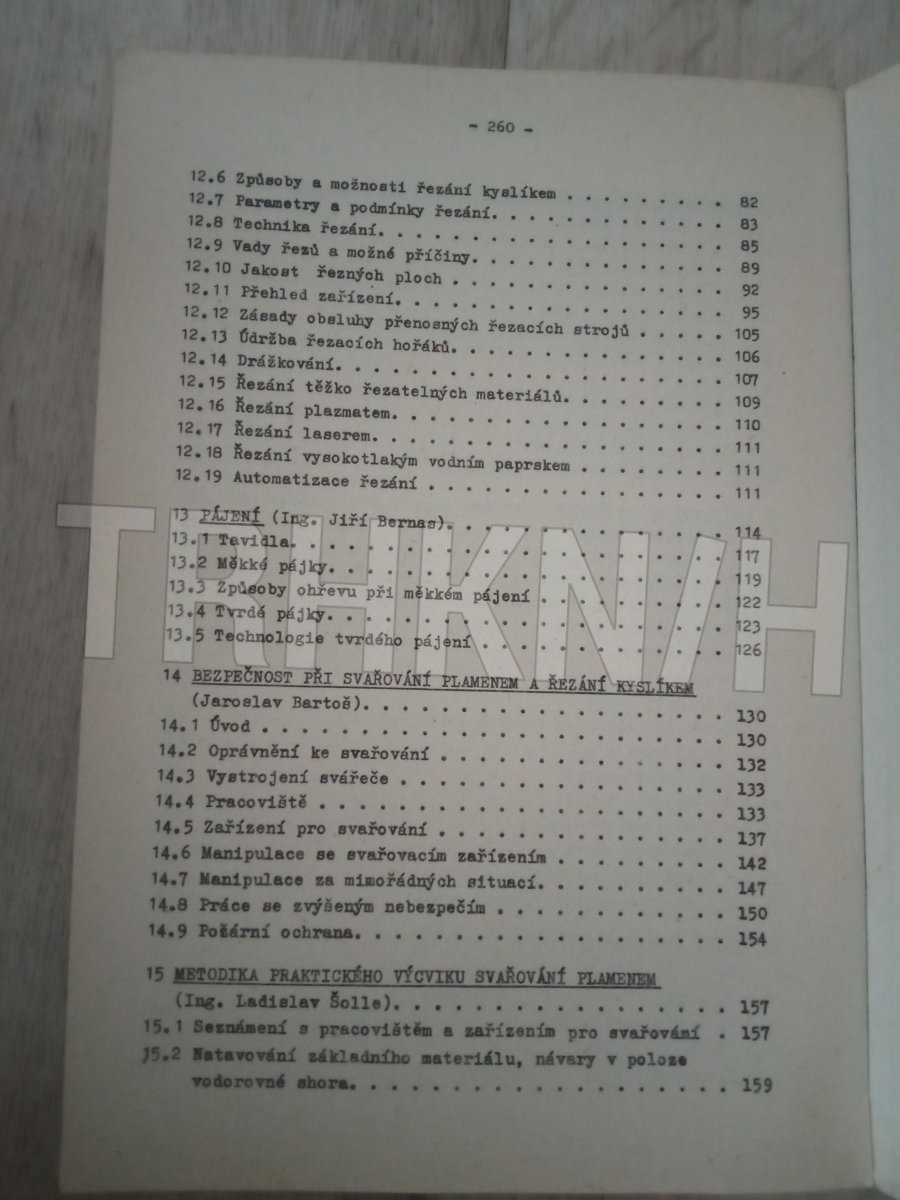 - 260 -
12.6 Způsoby a možnosti řezání kyslíkem . . . . . . . . 82
12.7 Parametry a podmínky řezání. . . . . . . . . . . 83
12.8 Technika řezání. . . . . . . . . . . . . . . . 85
12.9 Vady řezů a možné příčiny. . . . . . . . . . . . 89
12.10 Jakost řezných ploch . . . . . . . . . . . . . 92
12.11 Přehled zařízení. . . . . . . . . . . . . . . 95
12.12 Zásady obsluhy přenosných řezacích strojů . . . . 105
12.13 Údržba řezacích hořáků. . . . . . . . . . . . . 106
12.14 Drážkování. . . . . . . . . . . . . . . . . . 107
12.15 Řezání těžko řezatelných materiálů. . . . . . . . 109
12.16 Řezání plazmatem. . . . . . . . . . . . . . . 110
12.17 Řezání laserem. . . . . . . . . . . . . . . . 111
12.18 Řezání vysokotlakým vodním paprskem . . . . . . . 111
12.19 Automatizace řezání . . . . . . . . . . . . . 111
13 PÁJENÍ (Ing. Jiří Bernas). . . . . . . . . . . . 114
13.1 Tavidla. . . . . . . . . . . . . . . . . . . 117
13.2 Měkké pájky. . . . . . . . . . . . . . . . . 119
13.3 Způsoby ohřevu při měkkém pájení . . . . . . . . 122
13.4 Tvrdé pájky. . . . . . . . . . . . . . . . . 123
13.5 Technologie tvrdého pájení . . . . . . . . . . . 126
14 BEZPEČNOST PŘI SVAŘOVÁNÍ PLAMENEM A ŘEZÁNÍ KYSLÍKEM
(Jaroslav Bartoš). . . . . . . . . . . . . . . . 130
14.1 Úvod . . . . . . . . . . . . . . . . . . . . 130
14.2 Oprávnění ke svařování . . . . . . . . . . . . 132
14.3 Vystrojení svářeče . . . . . . . . . . . . . . 133
14.4 Pracoviště . . . . . . . . . . . . . . . . . 133
14.5 Zařízení pro svařování . . . . . . . . . . . . 137
14.6 Manipulace se svařovacím zařízením . . . . . . . 142
14.7 Manipulace za mimořádných situací. . . . . . . . 147
14.8 Práce se zvýšeným nebezpečím . . . . . . . . . . 150
14.9 Požární ochrana. . . . . . . . . . . . . . . . 154
15 METODIKA PRAKTICKÉHO VÝCVIKU SVAŘOVÁNÍ PLAMENEM
(Ing. Ladislav Šolle). . . . . . . . . . . . . . 157
15.1 Seznámení s pracovištěm a zařízením pro svařování . 157
15.2 Natavování základního materiálu, návary v poloze
vodorovné shora. . . . . . . . . . . . . . . . 159
TRHKNIH